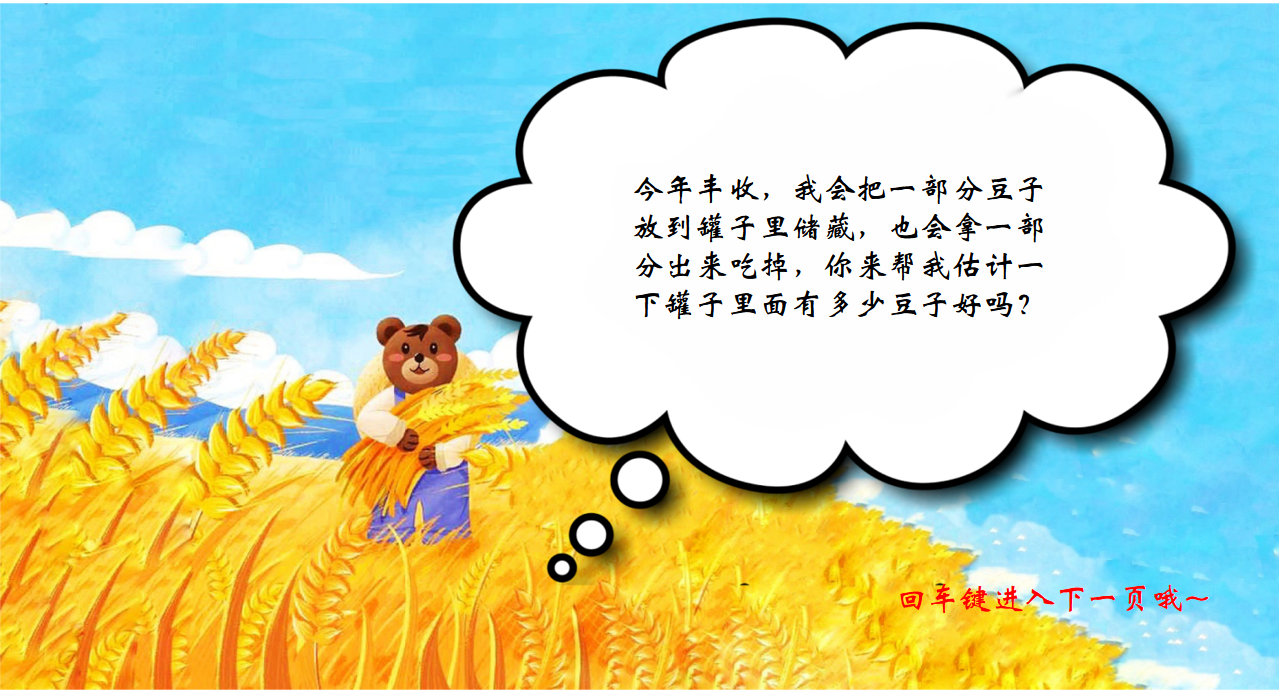 今年丰收，我会把一部分豆子
放到罐子里储藏，也会拿一部
分出来吃掉，你来帮我估计一
下罐子里面有多少豆子好吗？
回车键进入下一页哦～